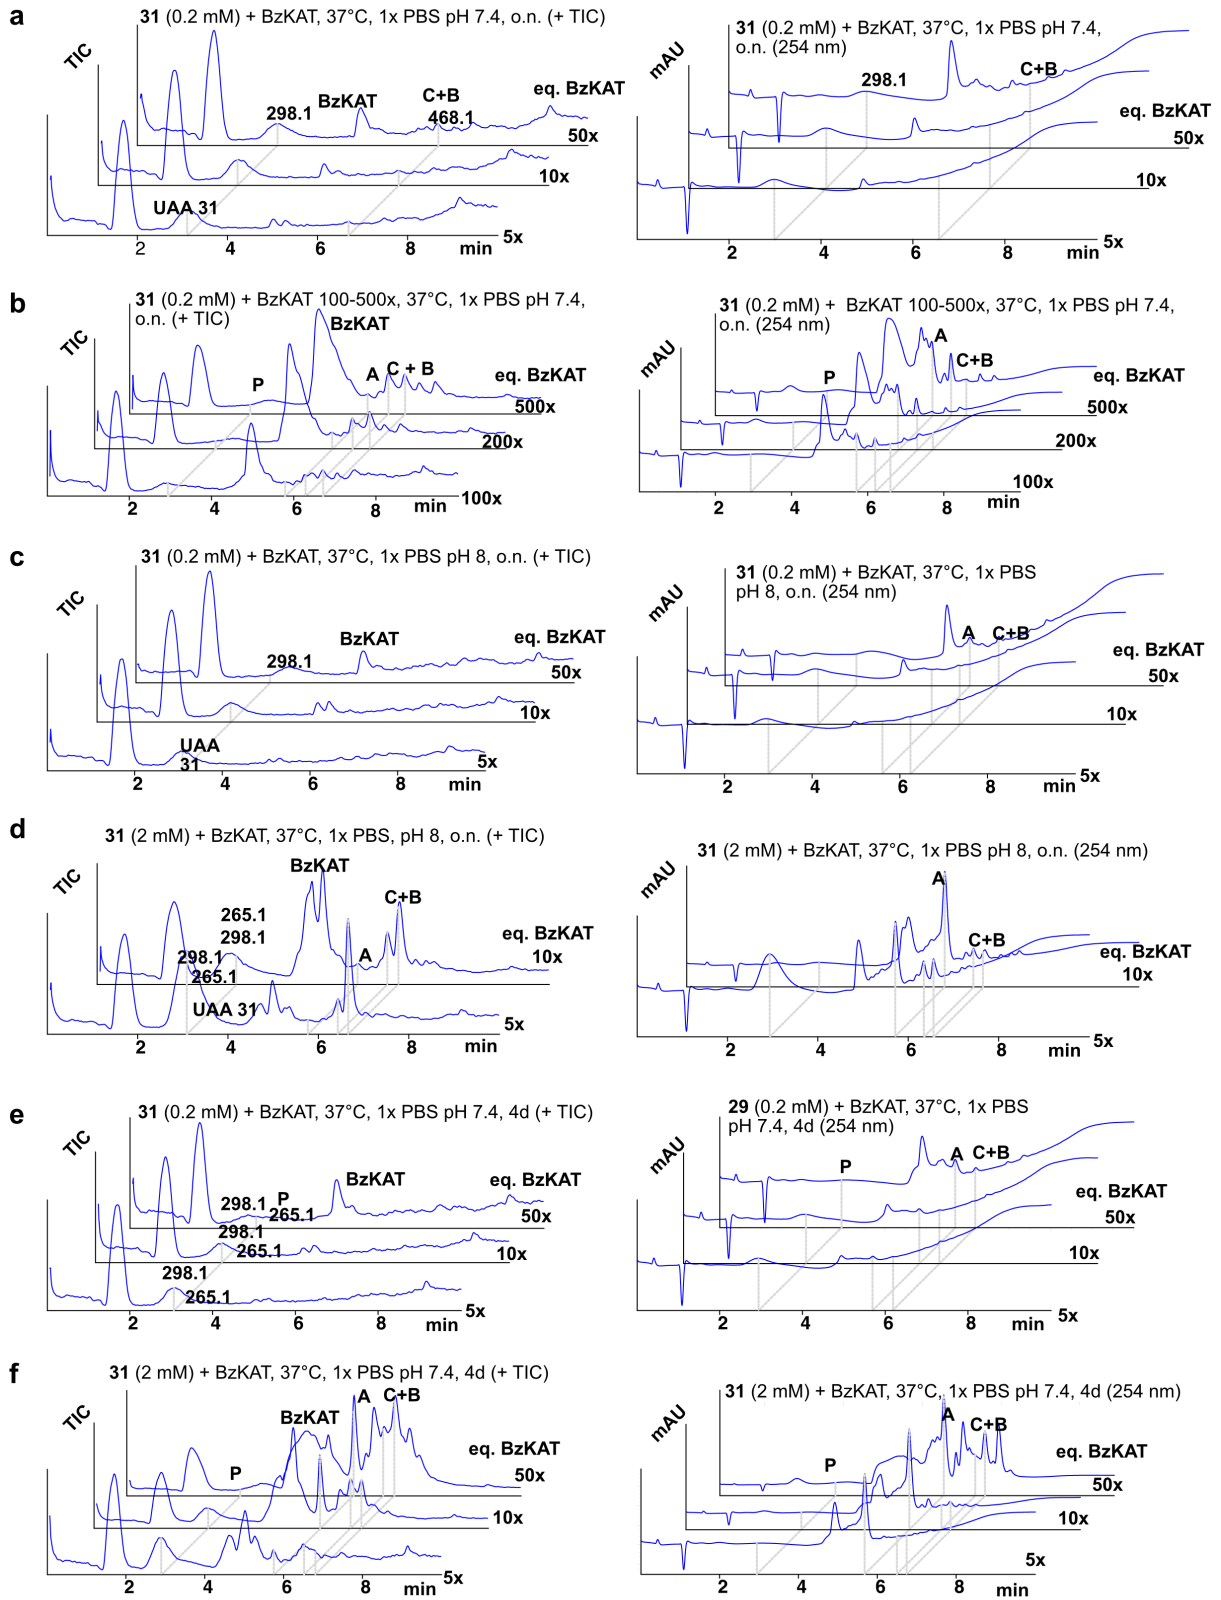 a
31 (0.2 mM) + BzKAT, 37°C, 1x PBS pH 7.4, o.n. (+ TIC)
TIC
298.1
BzKAT
C+B
468.1
eq. BzKAT
50x
10x
UAA 31
5x
2
4
6
8
min
31 (0.2 mM) + BzKAT, 37°C, 1x PBS pH 7.4,
o.n. (254 nm)
mAU
298.1
C+B
eq. BzKAT
50x
10x
5x
2
4
6
8
min
b
31 (0.2 mM) + BzKAT 100-500x, 37°C, 1x PBS pH 7.4,
o.n. (+ TIC)
TIC
BzKAT
P
A
C + B
eq. BzKAT
500x
200x
100x
2
4
6
8
min
31 (0.2 mM) +  BzKAT 100-500x, 37°C, 1x PBS pH 7.4,
o.n. (254 nm)
mAU
A
C+B
P
eq. BzKAT
500x
200x
100x
2
4
6
8
min
c
31 (0.2 mM) + BzKAT, 37°C, 1x PBS pH 8, o.n. (+ TIC)
TIC
298.1
BzKAT
eq. BzKAT
50x
10x
UAA
31
5x
2
4
6
8
min
31 (0.2 mM) + BzKAT, 37°C, 1x PBS
pH 8, o.n. (254 nm)
mAU
A
C+B
eq. BzKAT
50x
10x
5x
2
4
6
8
min
d
31 (2 mM) + BzKAT, 37°C, 1x PBS, pH 8, o.n. (+ TIC)
TIC
BzKAT
C+B
265.1
298.1
298.1
265.1
A
eq. BzKAT
10x
UAA 31
5x
2
4
6
8
min
31 (2 mM) + BzKAT, 37°C, 1x PBS pH 8, o.n. (254 nm)
mAU
A
C+B
eq. BzKAT
10x
5x
2
4
6
8
min
e
31 (0.2 mM) + BzKAT, 37°C, 1x PBS pH 7.4, 4d (+ TIC)
TIC
298.1
P
265.1
BzKAT
eq. BzKAT
50x
298.1
265.1
10x
298.1
265.1
5x
2
4
6
8
min
29 (0.2 mM) + BzKAT, 37°C, 1x PBS
pH 7.4, 4d (254 nm)
mAU
P
A
C+B
eq. BzKAT
50x
10x
5x
2
4
6
8
min
f
31 (2 mM) + BzKAT, 37°C, 1x PBS pH 7.4, 4d (+ TIC)
TIC
A
C+B
BzKAT
P
eq. BzKAT
50x
10x
5x
2
4
6
8
min
31 (2 mM) + BzKAT, 37°C, 1x PBS pH 7.4, 4d (254 nm)
mAU
A
C+B
P
eq. BzKAT
50x
10x
5x
2
4
6
8
min